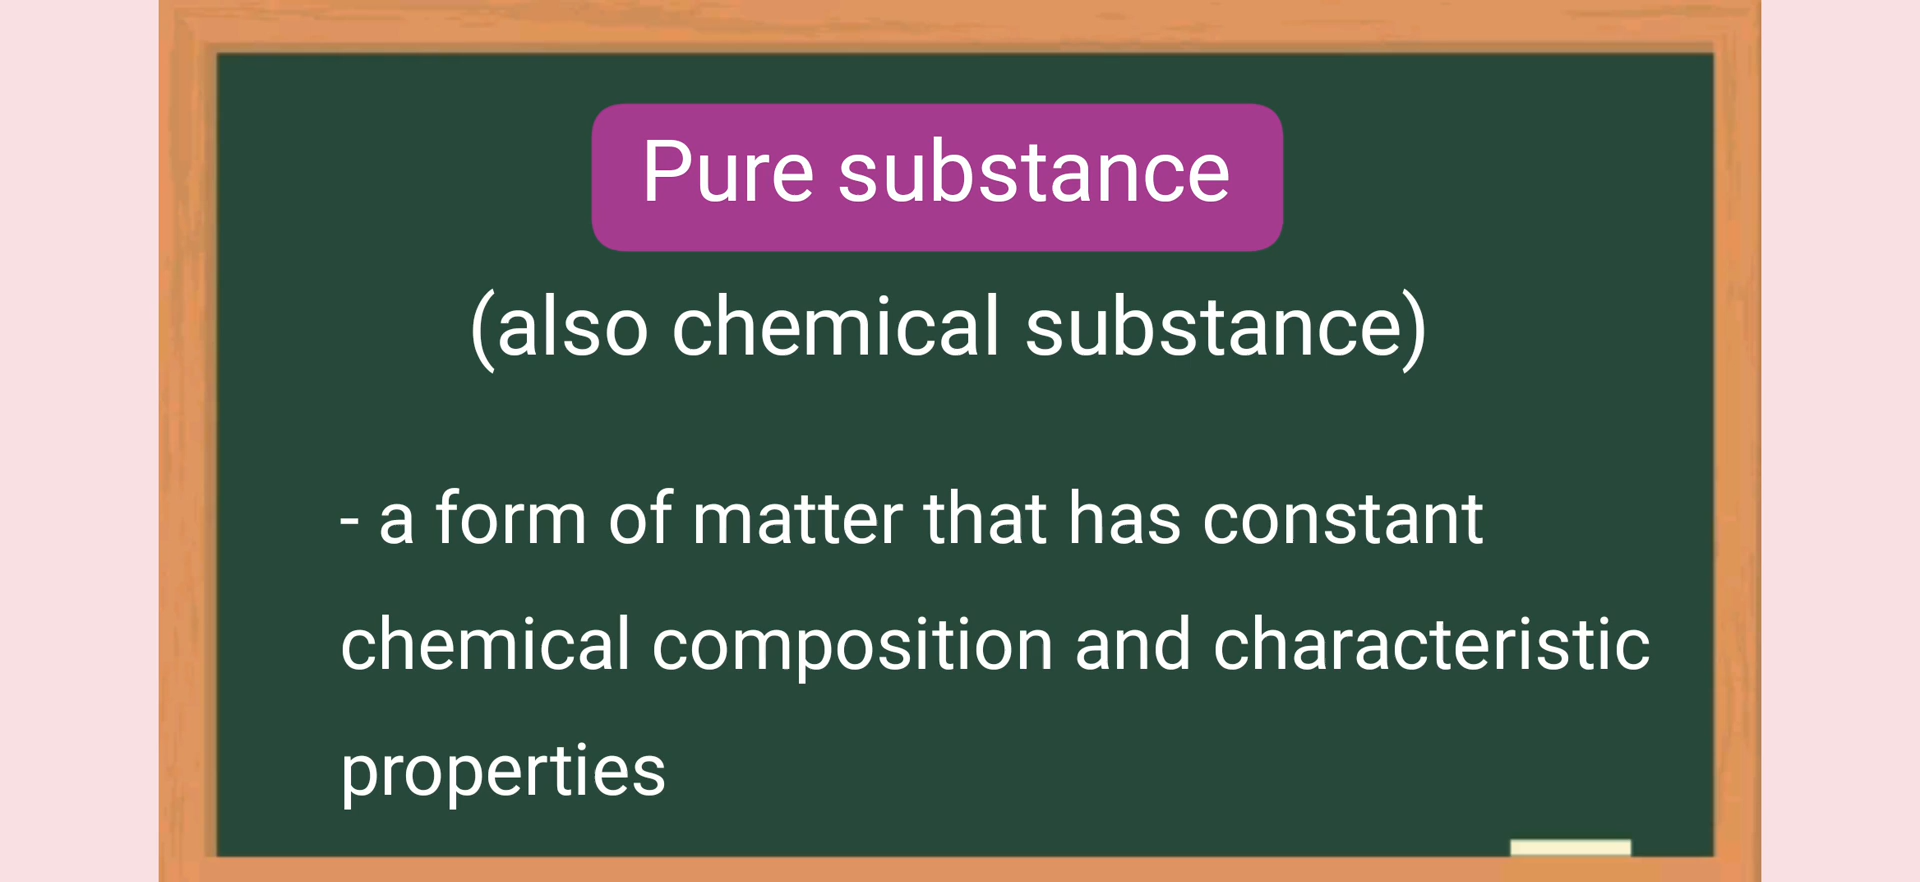 Pure substance
(also chemical substance)
- a form of matter that has constant
chemical composition and characteristic
properties